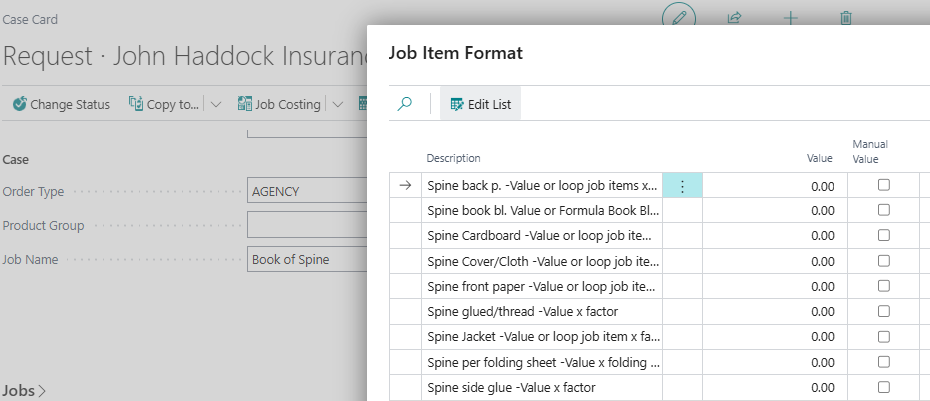 Case Card
Request · John Haddock Insuran
Change Status
Copy to...
Job Costing
Case
Order Type
AGENCY
Product Group
Job Name
Book of Spine
Jobs
Job Item Format
Edit List
Description
Value
Manual Value
Spine back p. -Value or loop job items x... 0.00
Spine book bl. Value or Formula Book Bl... 0.00
Spine Cardboard -Value or loop job ite... 0.00
Spine Cover/Cloth -Value or loop job ite... 0.00
Spine front paper -Value or loop job ite... 0.00
Spine glued/thread -Value x factor 0.00
Spine Jacket -Value or loop job item x fa... 0.00
Spine per folding sheet -Value x folding ... 0.00
Spine side glue -Value x factor 0.00